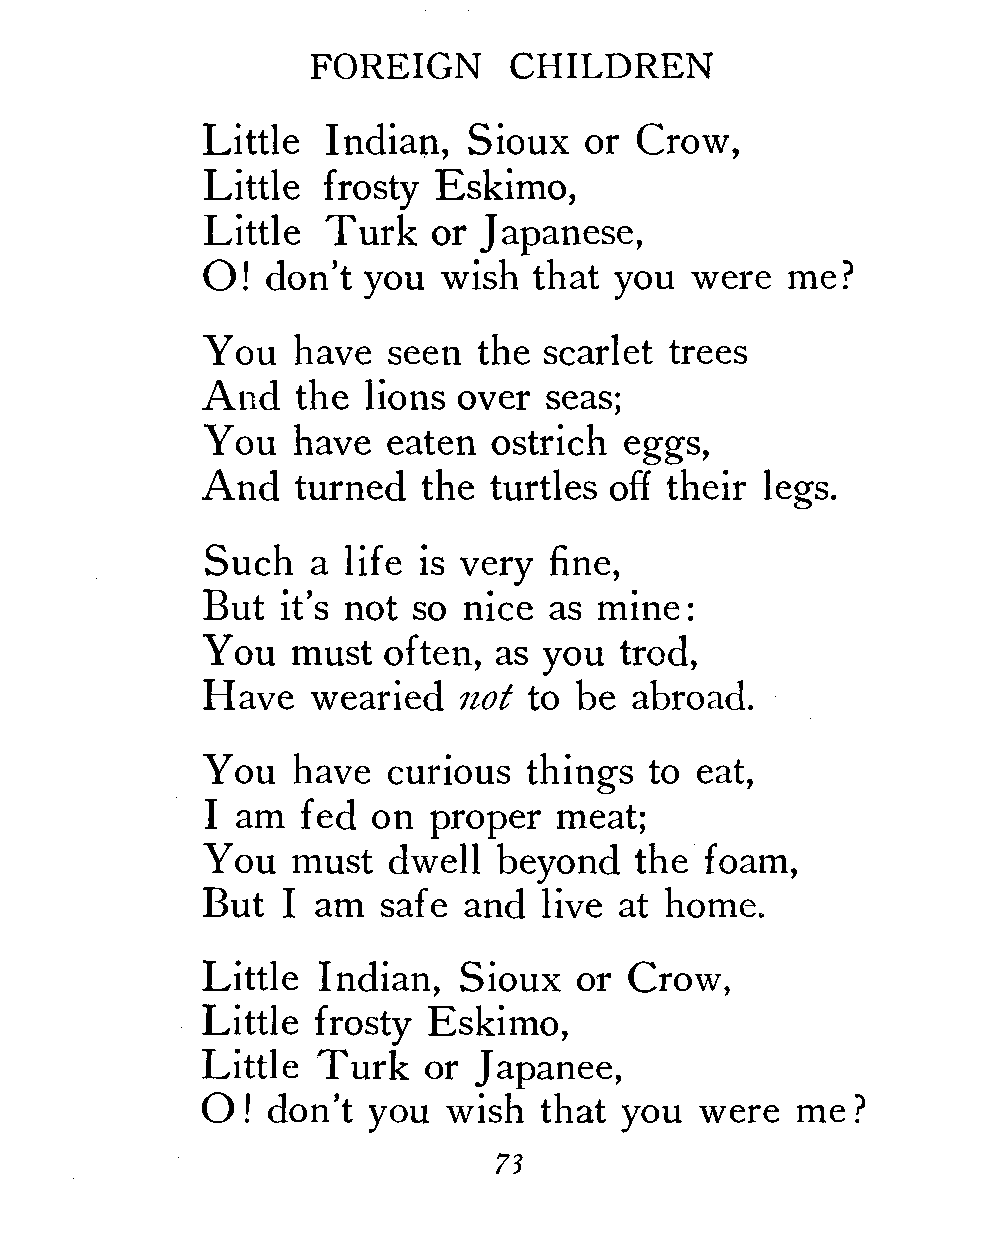 FOREIGN CHILDREN
Little Indian, Sioux or Crow,
Little frosty Eskimo,
Little Turk or Japanese,
O! don't you wish that you were me?
You have seen the scarlet trees
And the lions over seas;
You have eaten ostrich eggs,
And turned the turtles off their legs.
Such a life is very fine,
But it's not so nice as mine:
You must often, as you trod,
Have wearied not to be abroad.
You have curious things to eat,
I am fed on proper meat;
You must dwell beyond the foam,
But I am safe and live at home.
Little Indian, Sioux or Crow,
Little frosty Eskimo,
Little Turk or Japanee,
O! don't you wish that you were me?
73